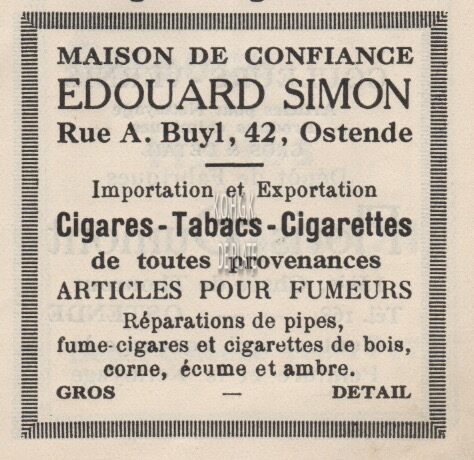 MAISON DE CONFIANCE
EDOUARD SIMON
Rue A. Buyl, 42, Ostende
Importation et Exportation
Cigares - Tabacs - Cigarettes
de toutes provenances
ARTICLES POUR FUMEURS
Réparations de pipes,
fume-cigares et cigarettes de bois,
corne, écume et ambre.
GROS — DETAIL